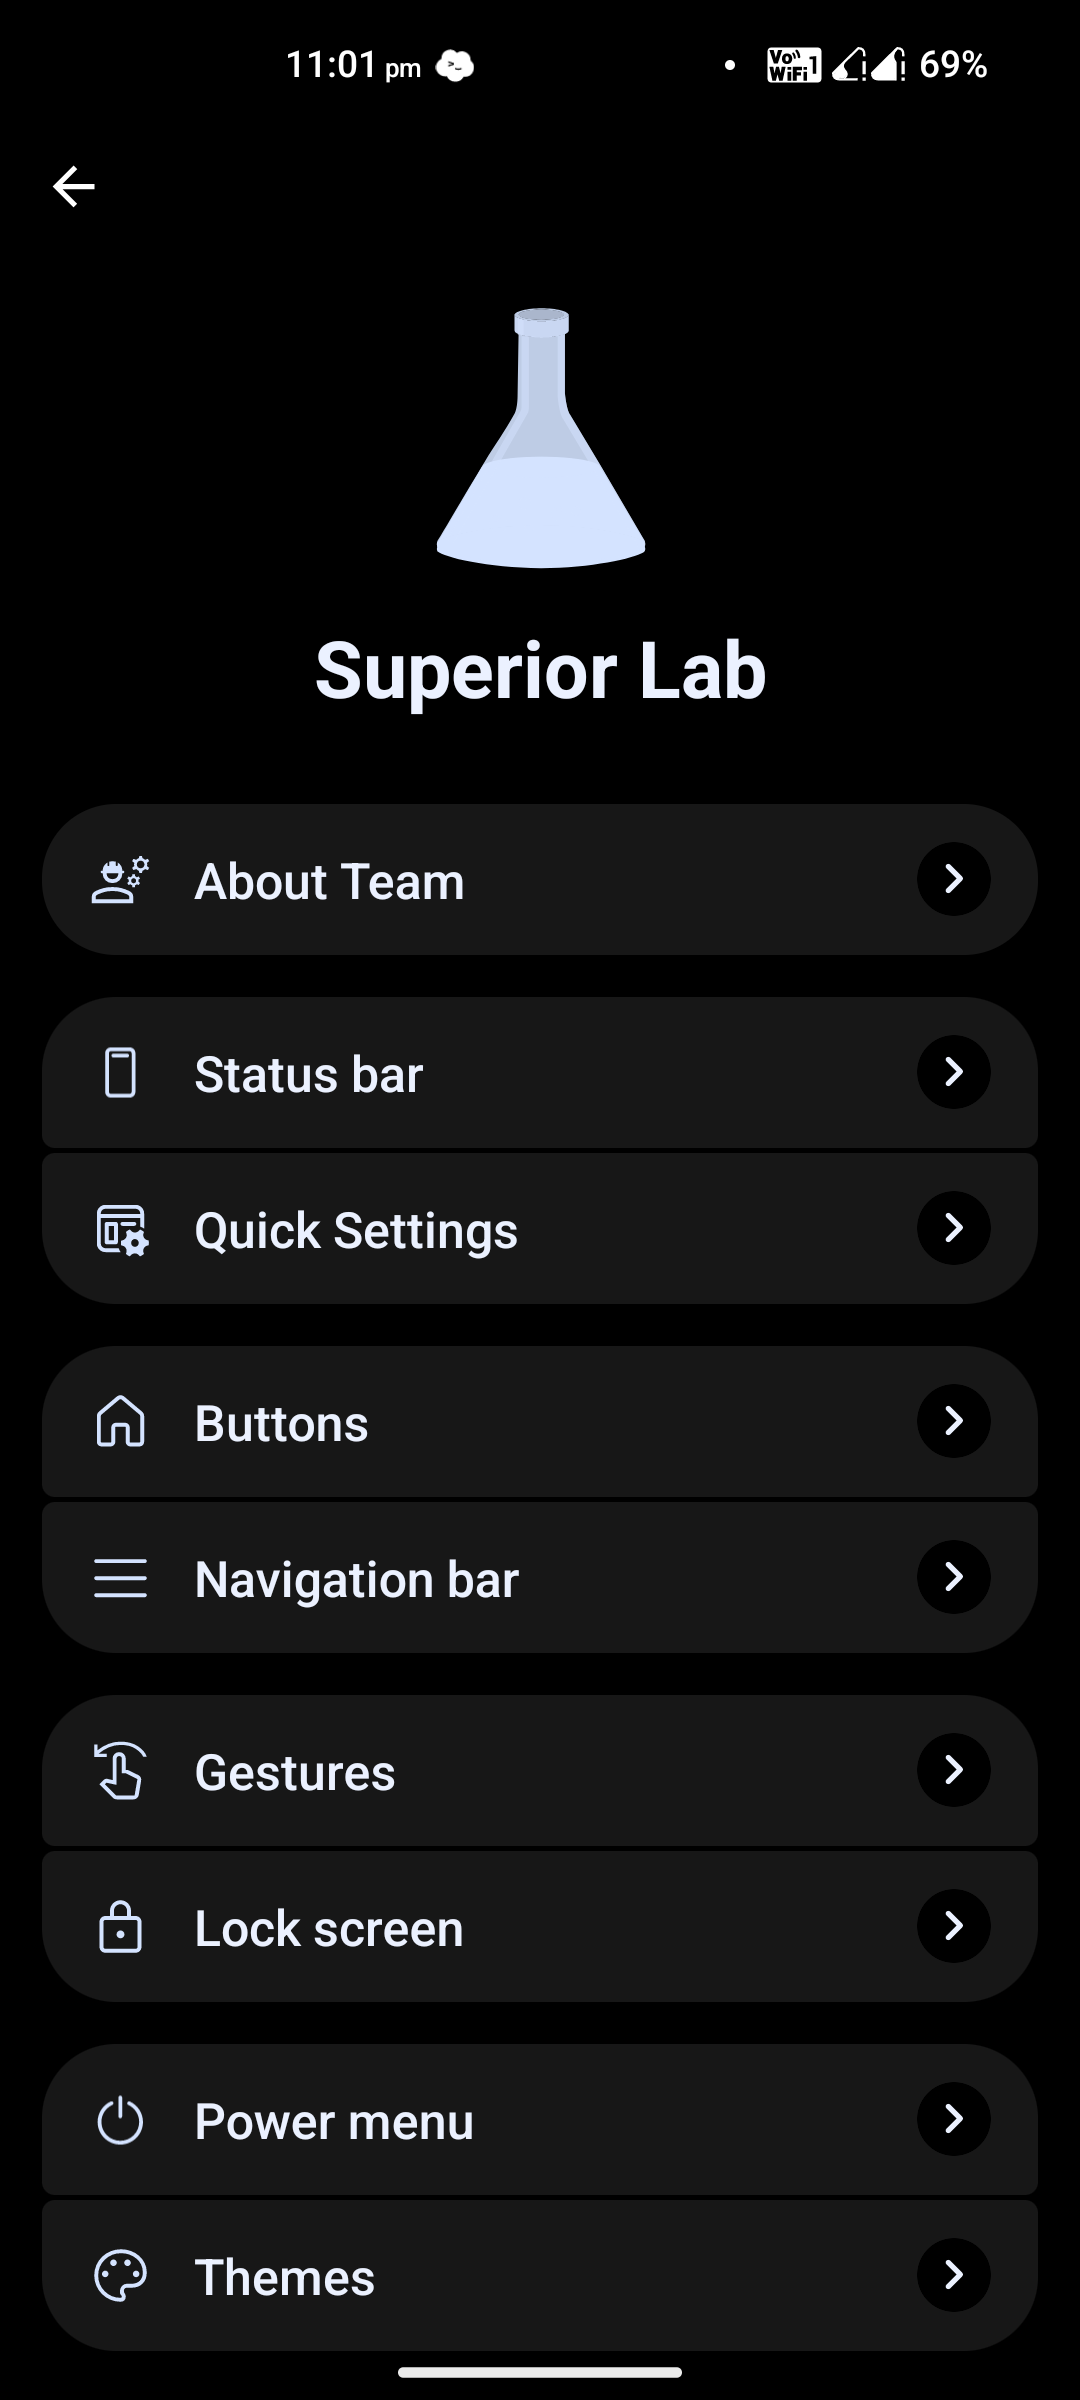 11:01 pm Vo WiFi 1 69%
Superior Lab
About Team
Status bar
Quick Settings
Buttons
Navigation bar
Gestures
Lock screen
Power menu
Themes